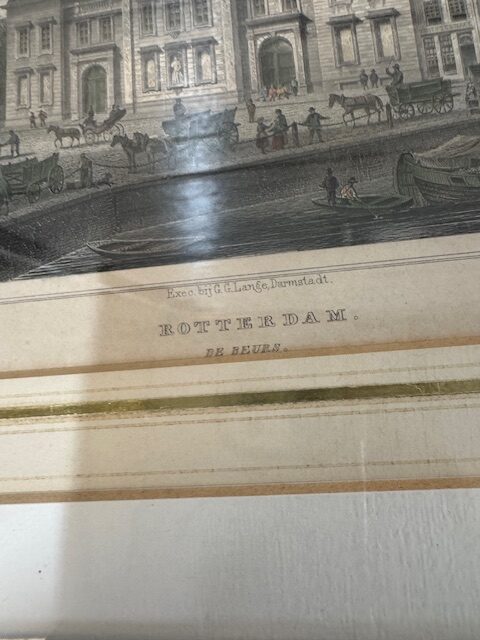 Exec. bij G. G. Lange, Darmstadt.
ROTTERDAM.
DE BEURS.